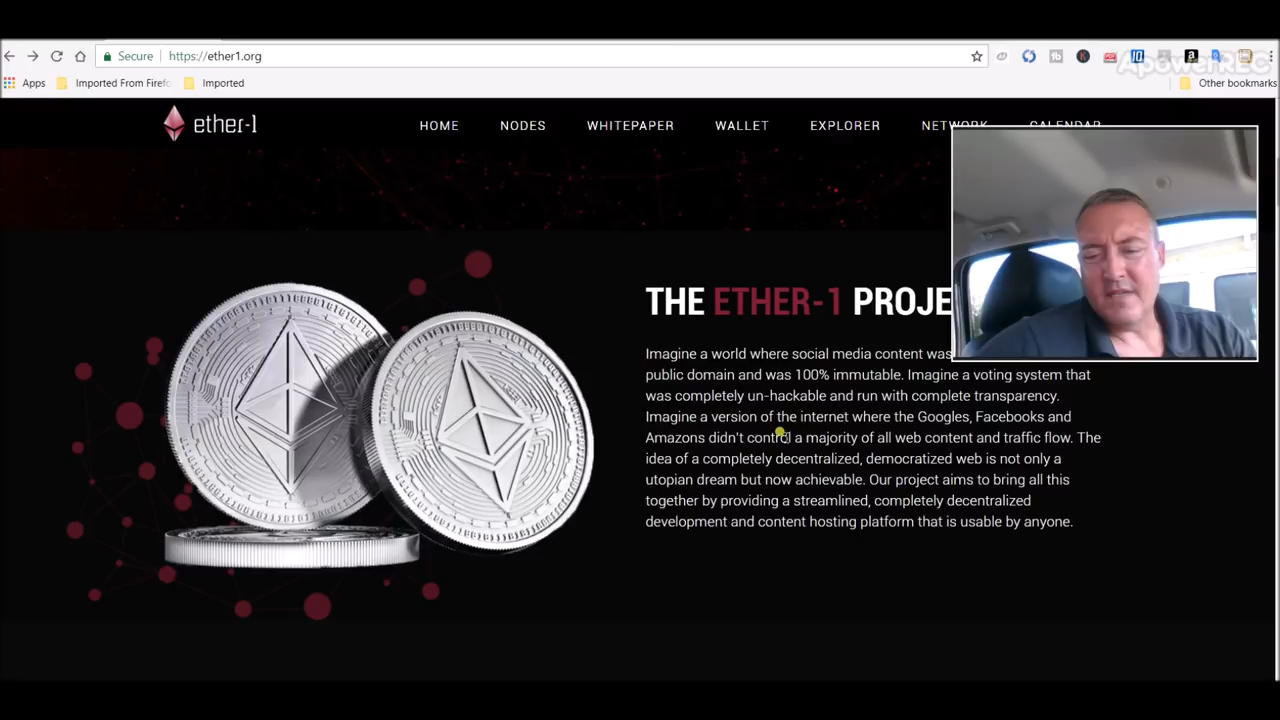 Secure
https://ether1.org
ApowerREC
Apps
Imported From Firefo
Imported
Other bookmarks
ether-1
HOME
NODES
WHITEPAPER
WALLET
EXPLORER
NETWORK
CALENDAR
THE ETHER-1 PROJE
Imagine a world where social media content was
public domain and was 100% immutable. Imagine a voting system that
was completely un-hackable and run with complete transparency.
Imagine a version of the internet where the Googles, Facebooks and
Amazons didn't control a majority of all web content and traffic flow. The
idea of a completely decentralized, democratized web is not only a
utopian dream but now achievable. Our project aims to bring all this
together by providing a streamlined, completely decentralized
development and content hosting platform that is usable by anyone.